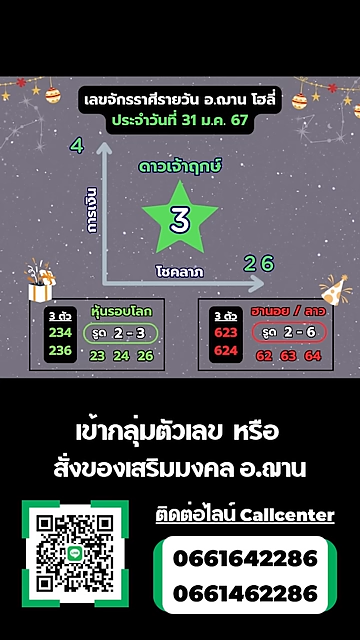 เลขจักรราศีรายวัน อ.ฌาน โฮลี่
ประจำวันที่ 31 ม.ค. 67
4
การเงิน
ดาวเจ้าฤกษ์
3
โชคลาภ
26
3 ตัว
234
236
หุ้นรอบโลก
รูด 2 - 3
23 24 26
3 ตัว
623
624
ฮานอย / ลาว
รูด 2 - 6
62 63 64
เข้ากลุ่มตัวเลข หรือ
สั่งของเสริมมงคล อ.ฌาน
ติดต่อไลน์ Callcenter
0661642286
0661462286